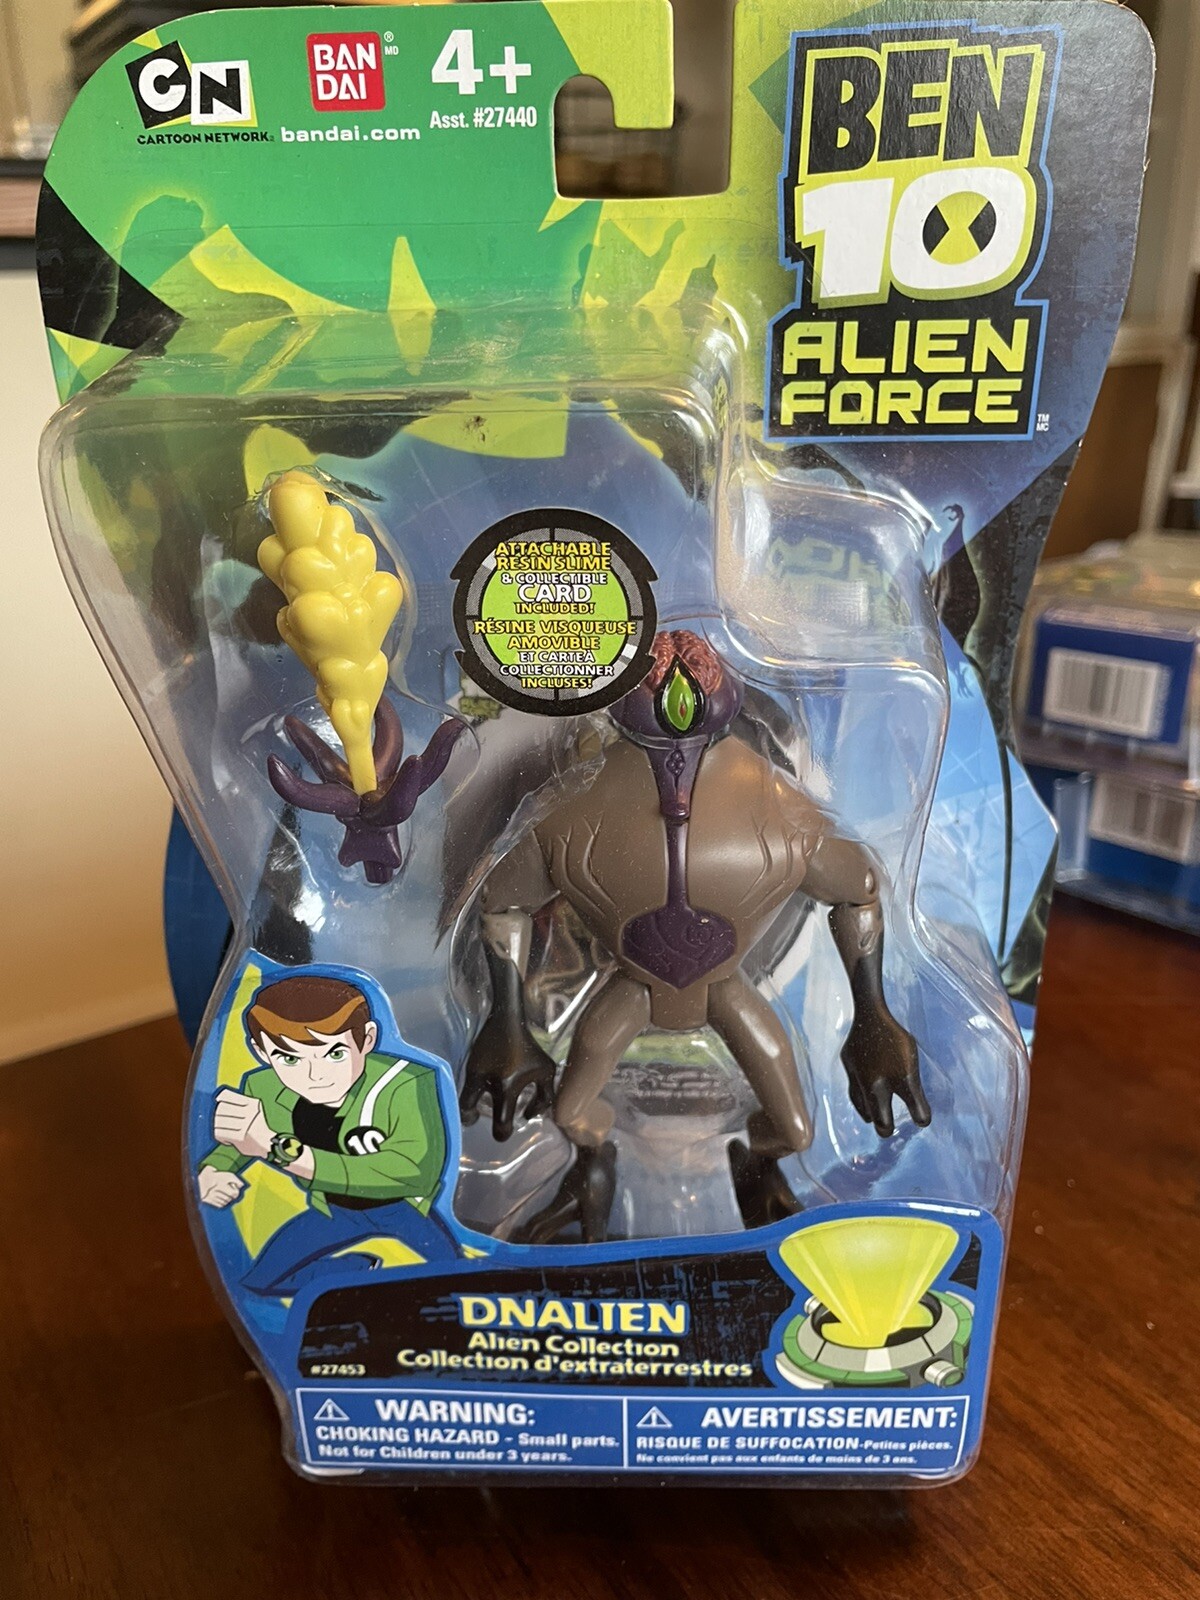 CN
CARTOON NETWORK
BAN
DAI
®
MD
bandai.com
4+
Asst. #27440
BEN
10
ALIEN
FORCE
TM
MC
ATTACHABLE
RESIN SLIME
& COLLECTIBLE
CARD
INCLUDED!
RÉSINE VISQUEUSE
AMOVIBLE
ET CARTE À
COLLECTIONNER
INCLUSES!
10
DNALIEN
Alien Collection
Collection d'extraterrestres
#27453
WARNING:
CHOKING HAZARD - Small parts.
Not for Children under 3 years.
AVERTISSEMENT:
RISQUE DE SUFFOCATION-Petites pièces.
Ne convient pas aux enfants de moins de 3 ans.